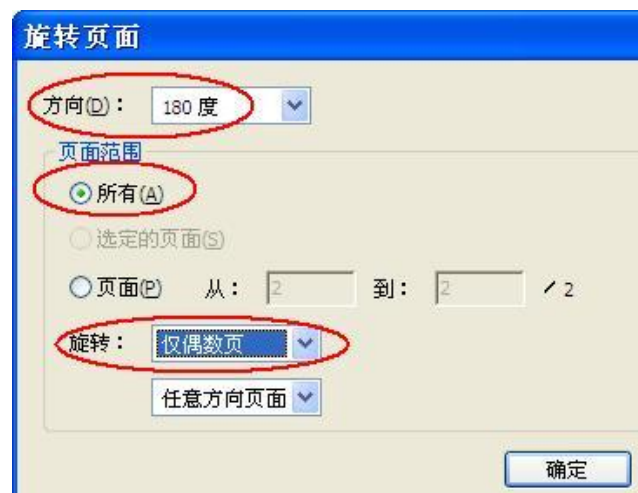 旋转页面
方向(D)： 180 度
页面范围
所有(A)
选定的页面(S)
页面(P) 从： 2 到： 2 / 2
旋转： 仅偶数页
任意方向页面
确定